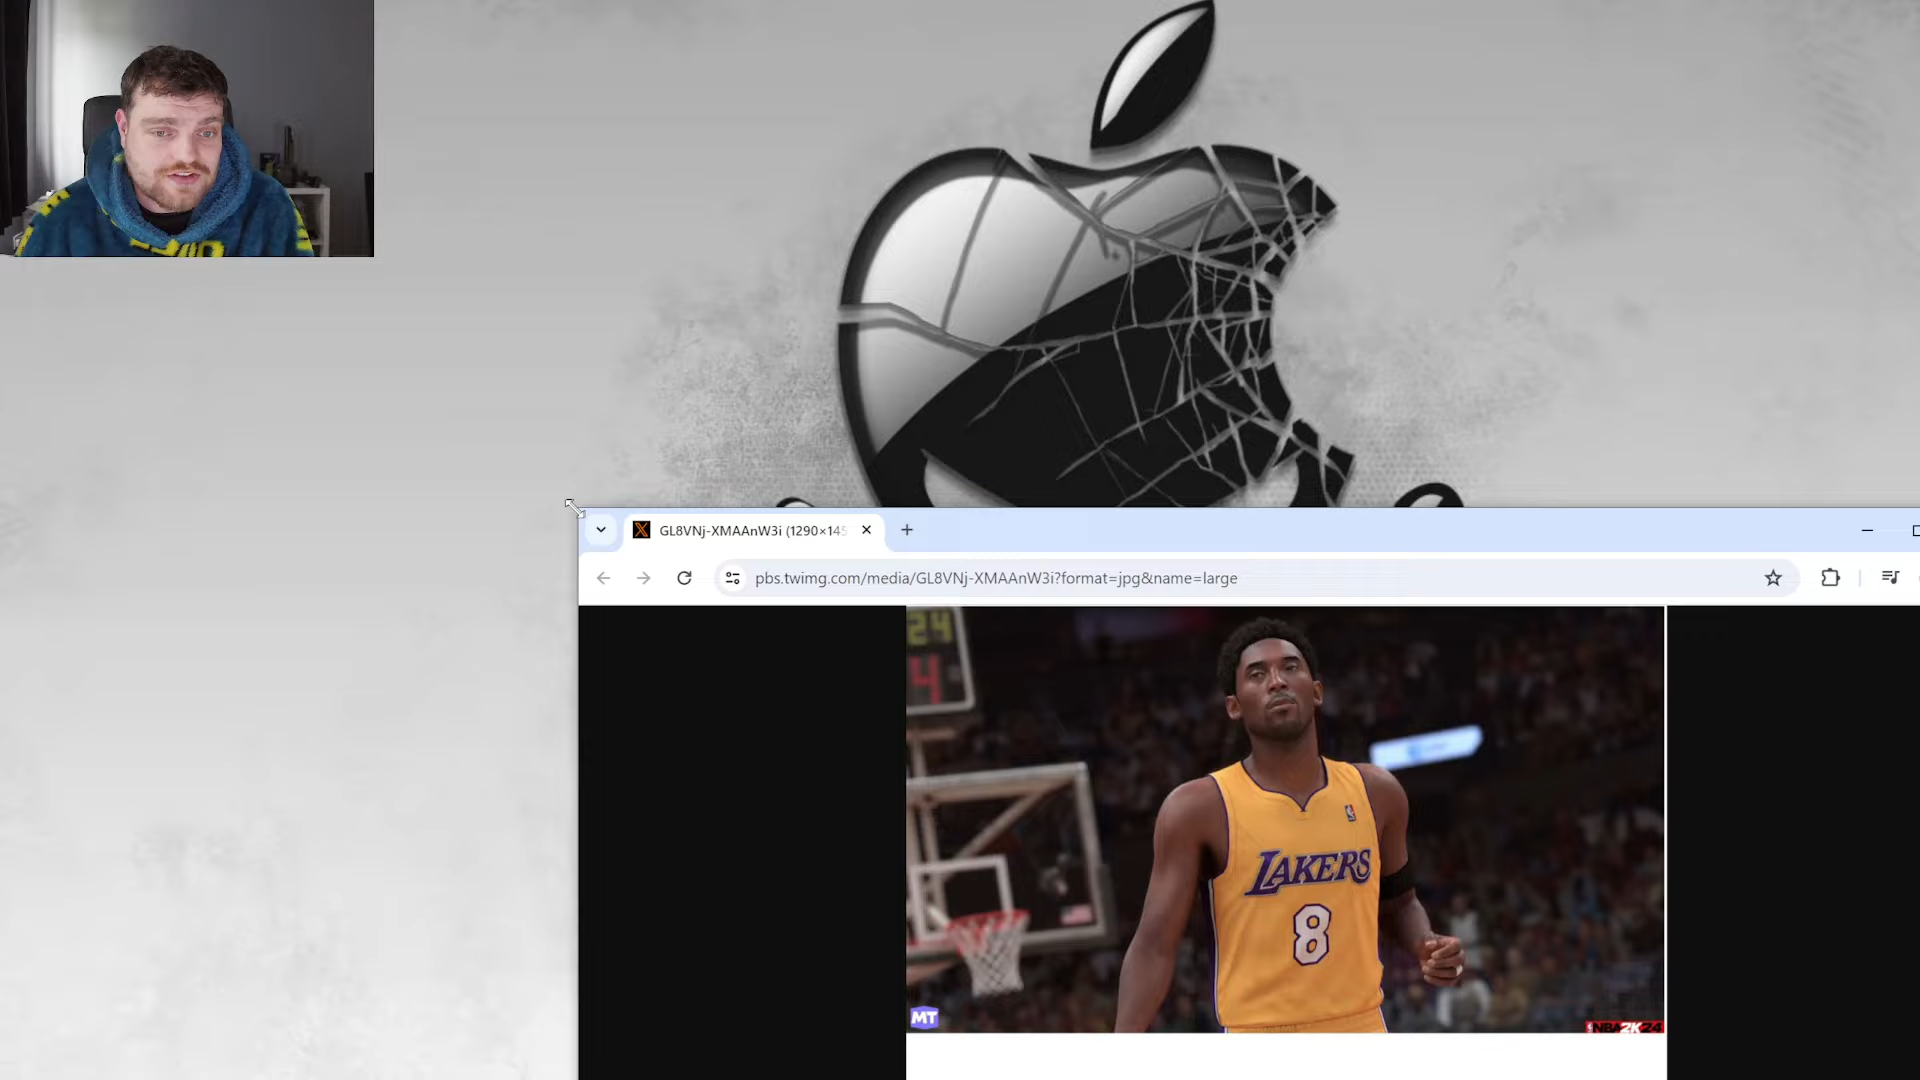 GL8VNj-XMAAnW3i (1290×145
pbs.twimg.com/media/GL8VNj-XMAAnW3i?format=jpg&name=large
24
4
LAKERS
8
MT
NBA2K24